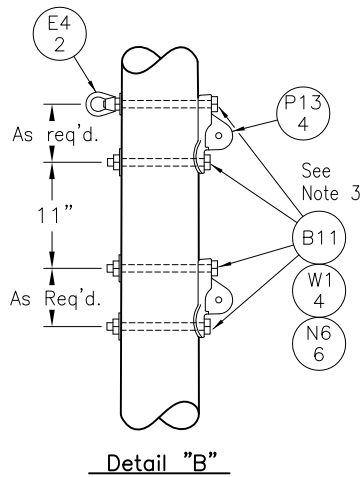 E4
2
P13
4
As req'd.
See
Note 3
11"
B11
W1
4
As Req'd.
N6
6
Detail "B"